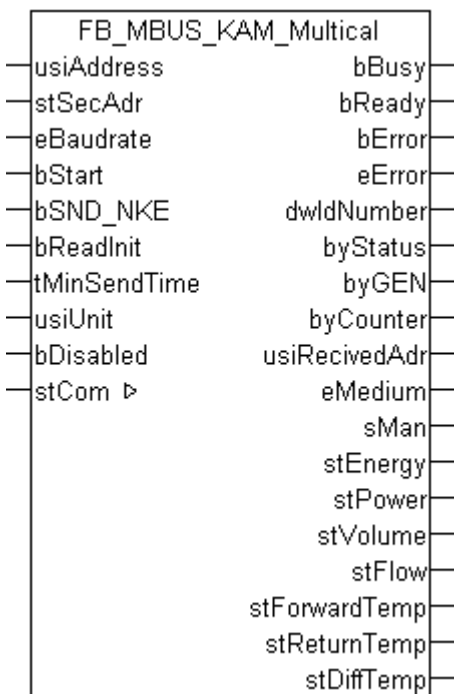 FB_MBUS_KAM_Multical
usiAddress bBusy
stSecAdr bReady
eBaudrate bError
bStart eError
bSND_NKE dwIdNumber
bReadInit byStatus
tMinSendTime byGEN
usiUnit byCounter
bDisabled usiRecivedAdr
stCom ▷ eMedium
sMan
stEnergy
stPower
stVolume
stFlow
stForwardTemp
stReturnTemp
stDiffTemp